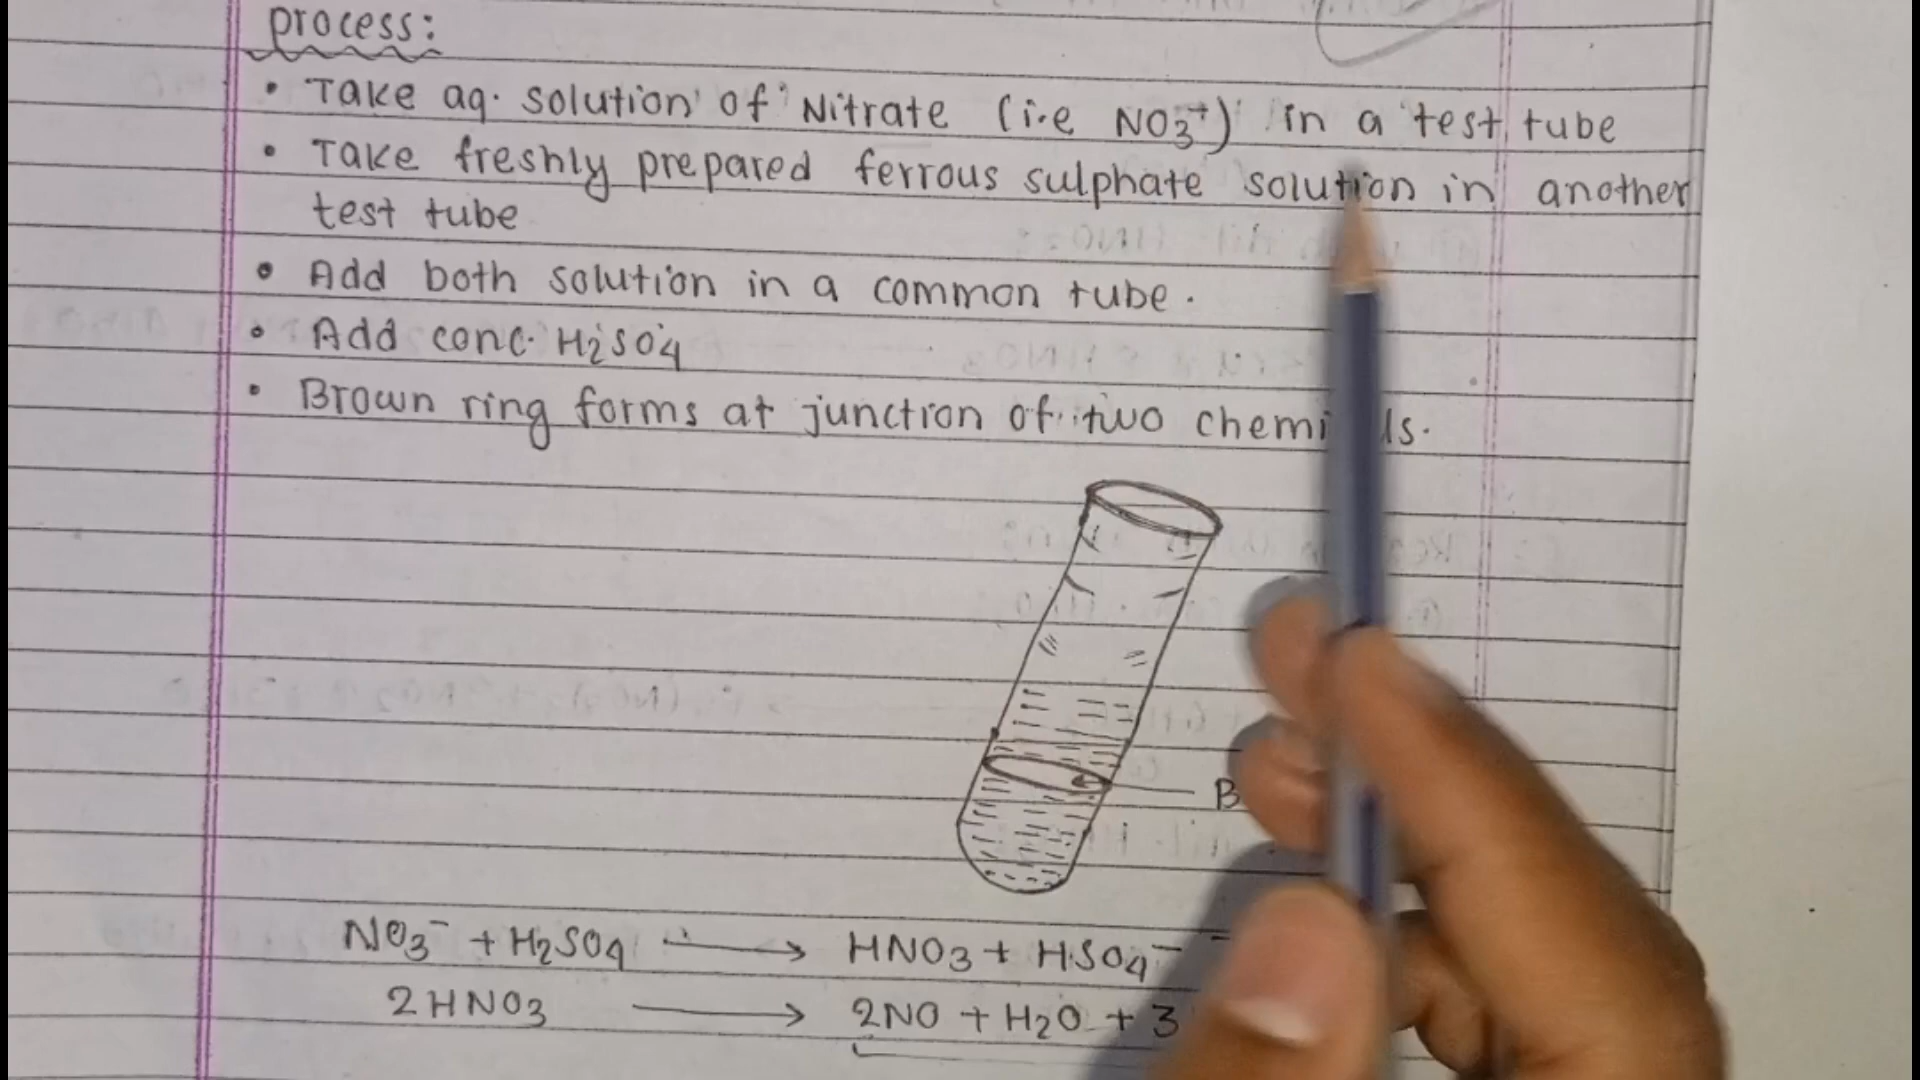 process:
• Take aq. solution of Nitrate (i.e NO3⁺) in a test tube
• Take freshly prepared ferrous sulphate solution in another
test tube
• Add both solution in a common tube.
• Add conc. H2SO4
• Brown ring forms at junction of two
B
NO3⁻ + H2SO4 → HNO3 + HSO4⁻
2HNO3 → 2NO + H2O + 3